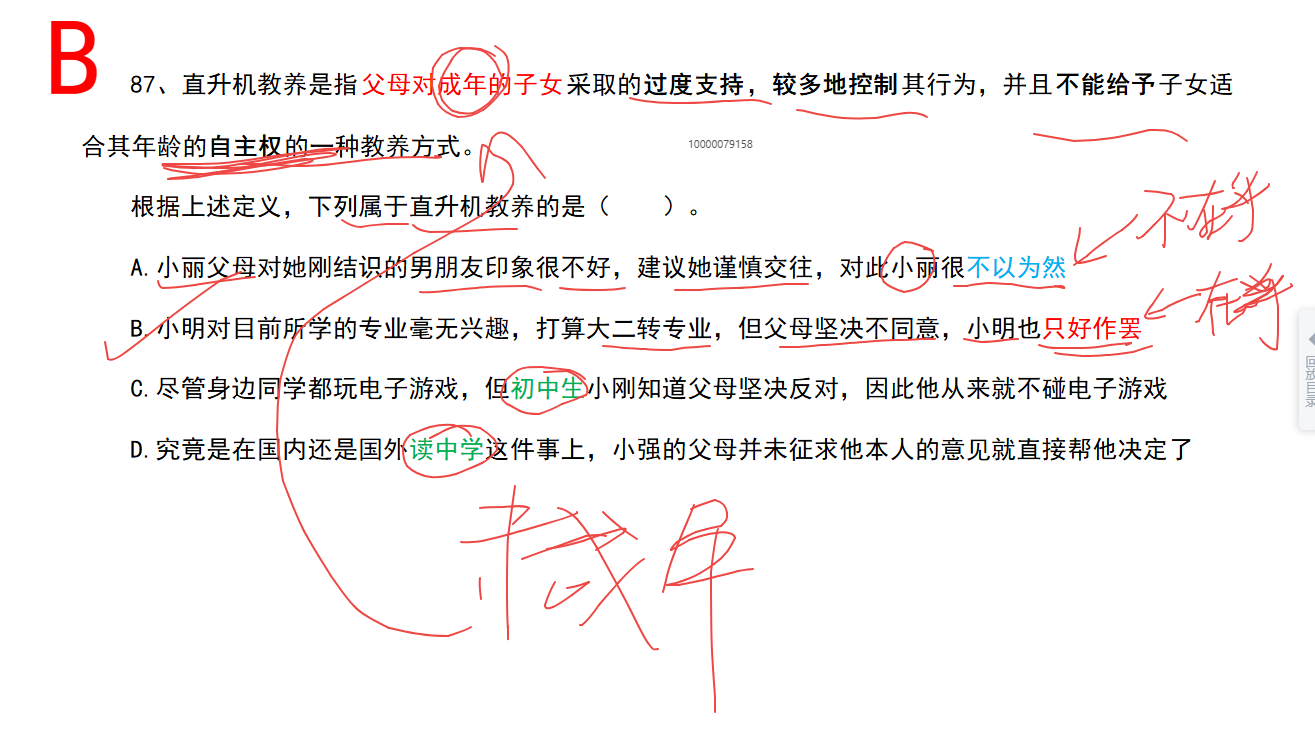 B
87、直升机教养是指父母对成年的子女采取的过度支持，较多地控制其行为，并且不能给予子女适
合其年龄的自主权的一种教养方式。
10000079158
根据上述定义，下列属于直升机教养的是（　　）。
不在乎
A.小丽父母对她刚结识的男朋友印象很不好，建议她谨慎交往，对此小丽很不以为然
在乎
B.小明对目前所学的专业毫无兴趣，打算大二转专业，但父母坚决不同意，小明也只好作罢
回放目录
C.尽管身边同学都玩电子游戏，但初中生小刚知道父母坚决反对，因此他从来就不碰电子游戏
D.究竟是在国内还是国外读中学这件事上，小强的父母并未征求他本人的意见就直接帮他决定了
未成年